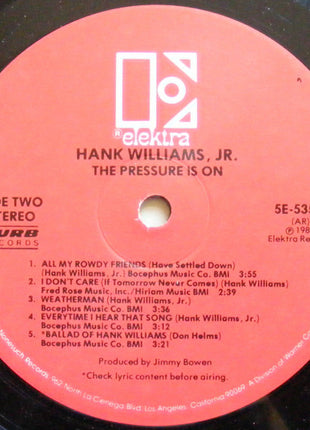 elektra
HANK WILLIAMS, JR.
THE PRESSURE IS ON
TWO
STEREO
5E-535
(AR)
CURB
RECORDS
℗ 198
Elektra Re
1. ALL MY ROWDY FRIENDS (Have Settled Down)
(Hank Williams, Jr.) Bocephus Music Co. BMI 3:55
2. I DON'T CARE (If Tomorrow Never Comes) (Hank Williams)
Fred Rose Music, Inc./Hiriam Music BMI 2:39
3. WEATHERMAN (Hank Williams, Jr.)
Bocephus Music Co. BMI 3:36
4. EVERYTIME I HEAR THAT SONG (Hank Williams, Jr.)
Bocephus Music Co. BMI 3:12
5. *BALLAD OF HANK WILLIAMS (Don Helms)
Bocephus Music Co. BMI 3:21
Produced by Jimmy Bowen
*Check lyric content before airing.
Nonesuch Records, 962 North La Cienega Blvd. Los Angeles, California 90069. A Division of Warner Co